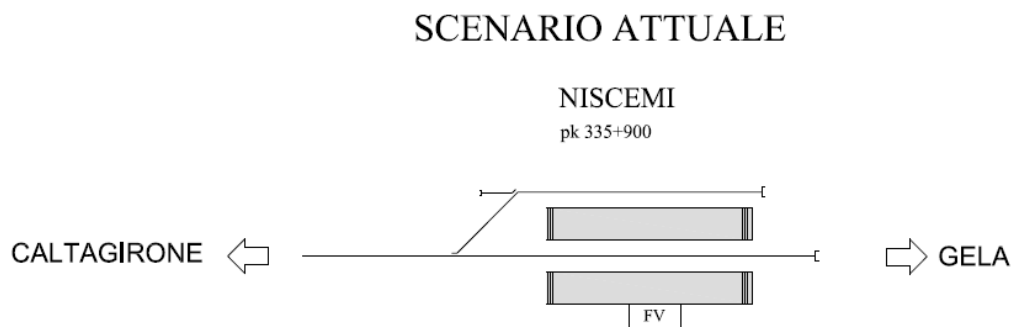 SCENARIO ATTUALE
NISCEMI
pk 335+900
CALTAGIRONE
GELA
FV